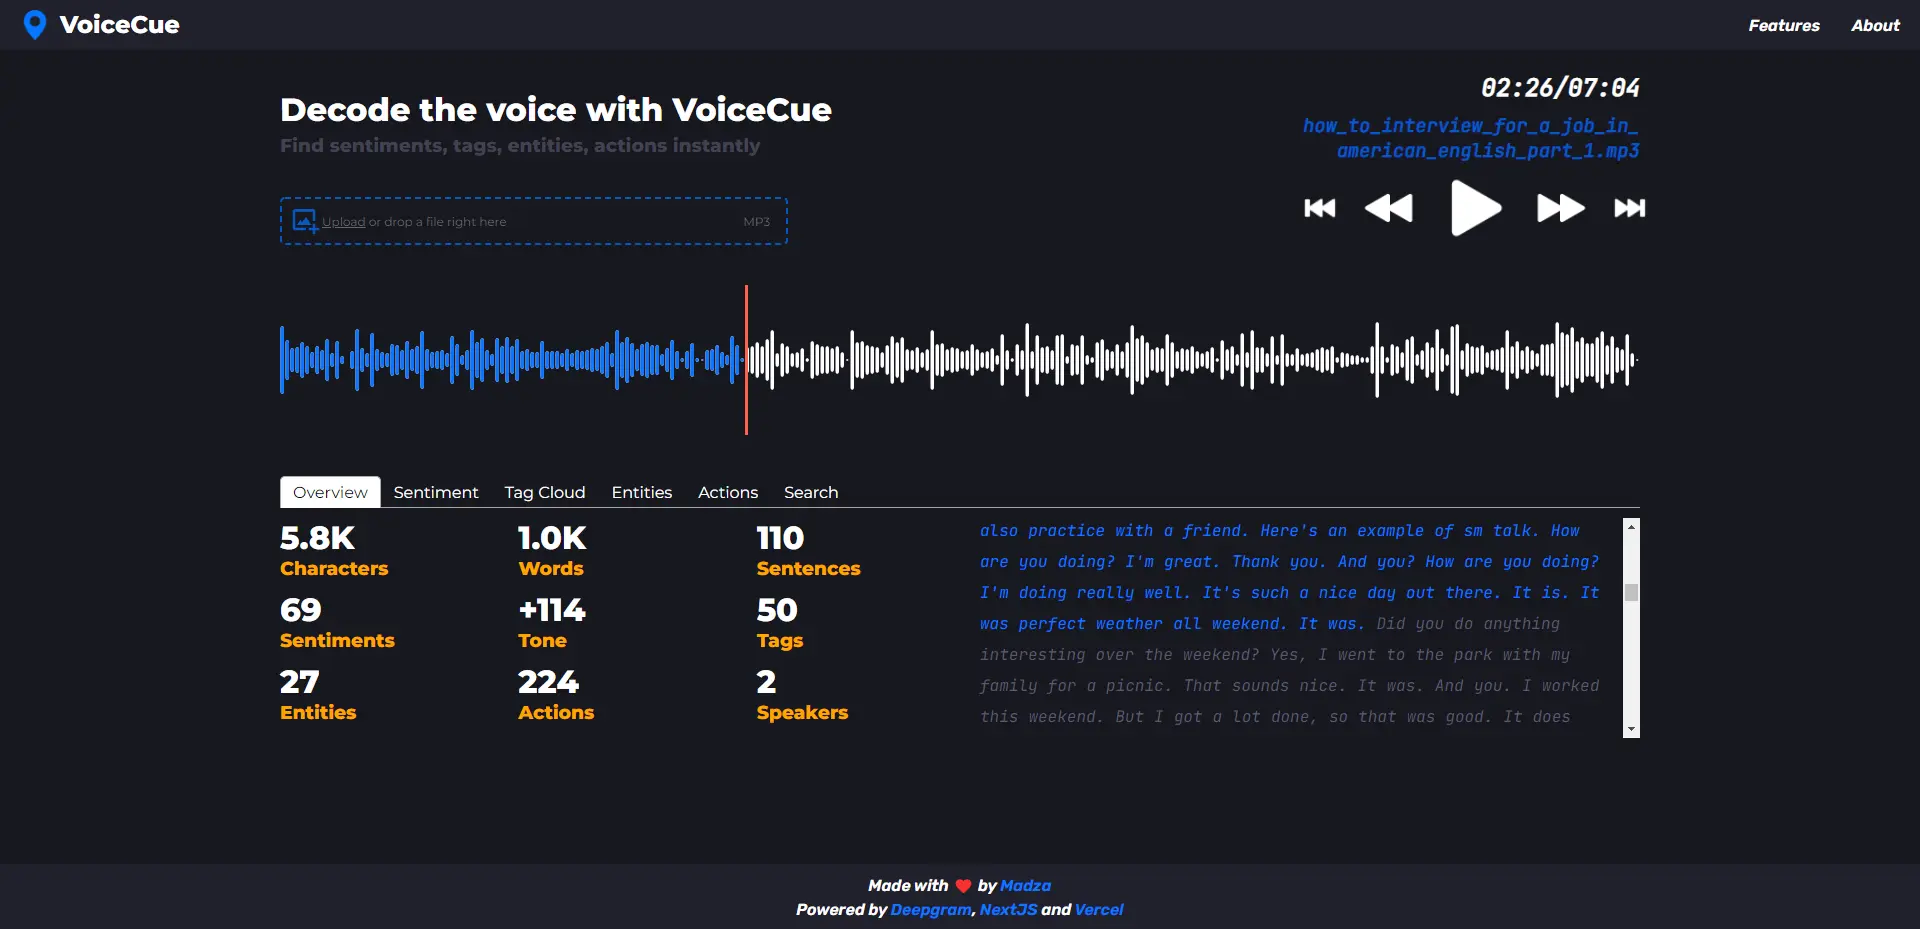 VoiceCue
Features
About
Decode the voice with VoiceCue
Find sentiments, tags, entities, actions instantly
02:26/07:04
how_to_interview_for_a_job_in_
american_english_part_1.mp3
Upload or drop a file right here
MP3
Overview
Sentiment
Tag Cloud
Entities
Actions
Search
5.8K
Characters
1.0K
Words
110
Sentences
69
Sentiments
+114
Tone
50
Tags
27
Entities
224
Actions
2
Speakers
also practice with a friend. Here's an example of sm talk. How
are you doing? I'm great. Thank you. And you? How are you doing?
I'm doing really well. It's such a nice day out there. It is. It
was perfect weather all weekend. It was. Did you do anything
interesting over the weekend? Yes, I went to the park with my
family for a picnic. That sounds nice. It was. And you. I worked
this weekend. But I got a lot done, so that was good. It does
Made with ❤️ by Madza
Powered by Deepgram, NextJS and Vercel